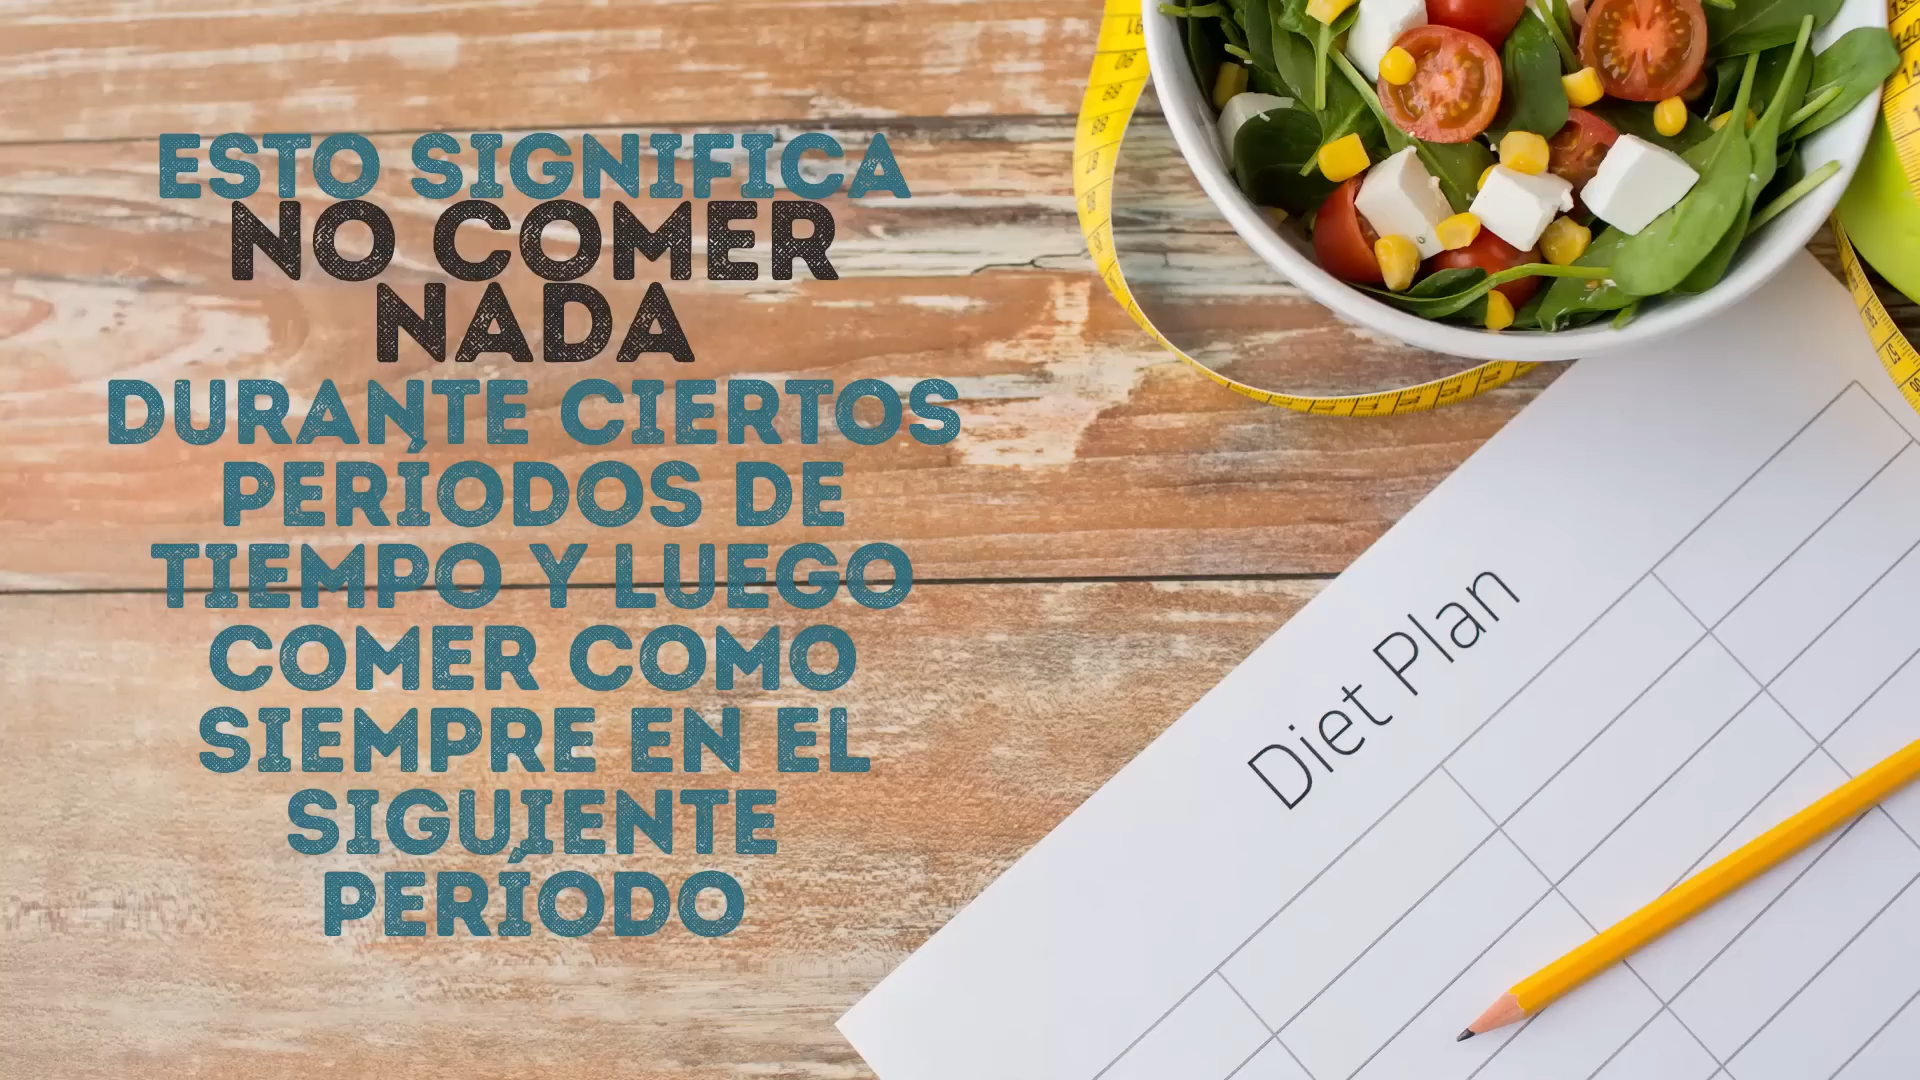 ESTO SIGNIFICA
NO COMER
NADA
DURANTE CIERTOS
PERÍODOS DE
TIEMPO Y LUEGO
COMER COMO
SIEMPRE EN EL
SIGUIENTE
PERÍODO
Diet Plan